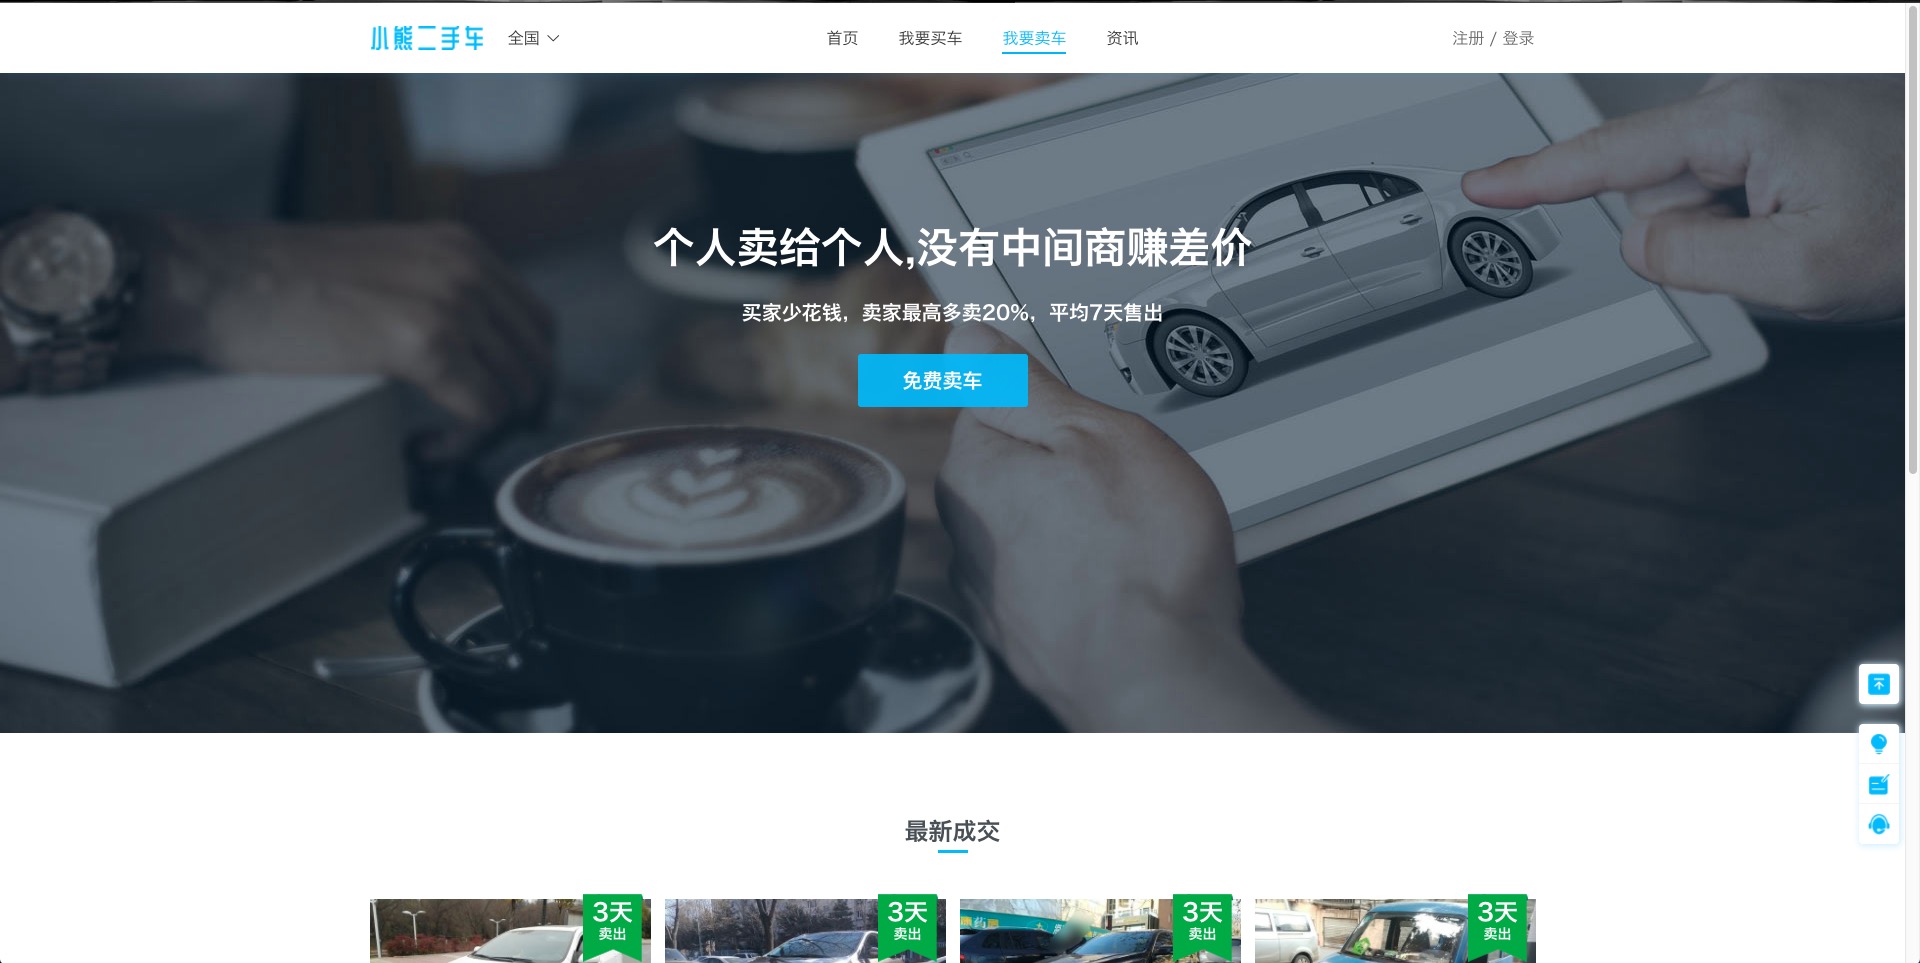 小熊二手车 全国 首页 我要买车 我要卖车 资讯 注册 / 登录
个人卖给个人,没有中间商赚差价
买家少花钱，卖家最高多卖20%，平均7天售出
免费卖车
最新成交
3天 3天 3天 3天
卖出 卖出 卖出 卖出